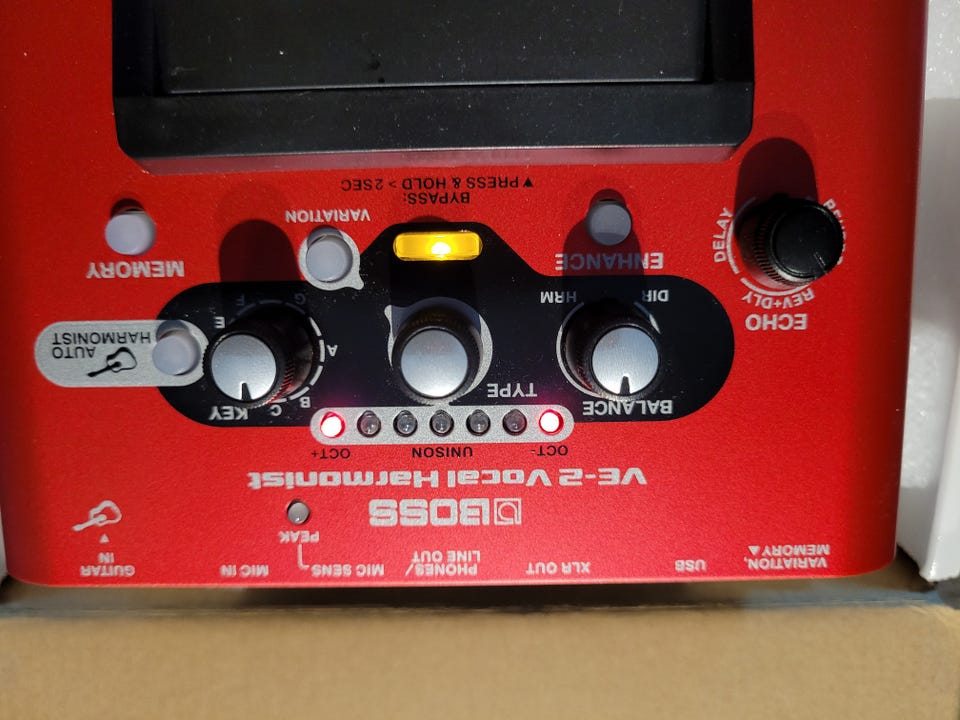 VARIATION,
MEMORY▲
USB
XLR OUT
PHONES/
LINE OUT
MIC SENS
MIC IN
GUITAR
IN
▼
PEAK
BOSS
VE-2 Vocal Harmonist
OCT-
UNISON
OCT+
BALANCE
DIR
HRM
TYPE
KEY
C
B
A
G
F
E
AUTO
HARMONIST
ECHO
REV+DLY
DELAY
ENHANCE
VARIATION
MEMORY
BYPASS:
▼PRESS & HOLD > 2SEC